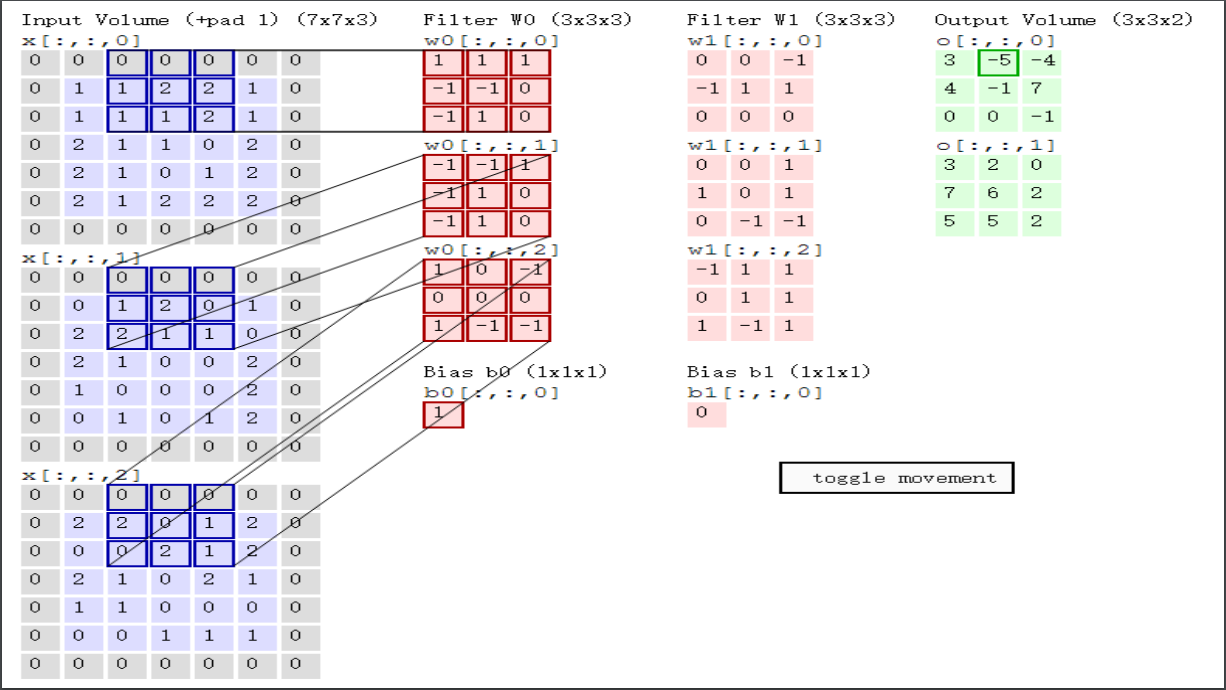 Input Volume (+pad 1) (7x7x3)
x[:,:,0]
0 0 0 0 0 0 0
0 1 1 2 2 1 0
0 1 1 1 2 1 0
0 2 1 1 0 2 0
0 2 1 0 1 2 0
0 2 1 2 2 2 0
0 0 0 0 0 0 0
x[:,:,1]
0 0 0 0 0 0 0
0 0 1 2 0 1 0
0 2 2 1 1 0 0
0 2 1 0 0 2 0
0 1 0 0 0 2 0
0 0 1 0 1 2 0
0 0 0 0 0 0 0
x[:,:,2]
0 0 0 0 0 0 0
0 2 2 0 1 2 0
0 0 0 2 1 2 0
0 2 1 0 2 1 0
0 1 1 0 0 0 0
0 0 0 1 1 1 0
0 0 0 0 0 0 0
Filter W0 (3x3x3)
w0[:,:,0]
1 1 1
-1 -1 0
-1 1 0
w0[:,:,1]
-1 -1 1
-1 1 0
-1 1 0
w0[:,:,2]
1 0 -1
0 0 0
1 -1 -1
Bias b0 (1x1x1)
b0[:,:,0]
1
Filter W1 (3x3x3)
w1[:,:,0]
0 0 -1
-1 1 1
0 0 0
w1[:,:,1]
0 0 1
1 0 1
0 -1 -1
w1[:,:,2]
-1 1 1
0 1 1
1 -1 1
Bias b1 (1x1x1)
b1[:,:,0]
0
Output Volume (3x3x2)
o[:,:,0]
3 -5 -4
4 -1 7
0 0 -1
o[:,:,1]
3 2 0
7 6 2
5 5 2
toggle movement